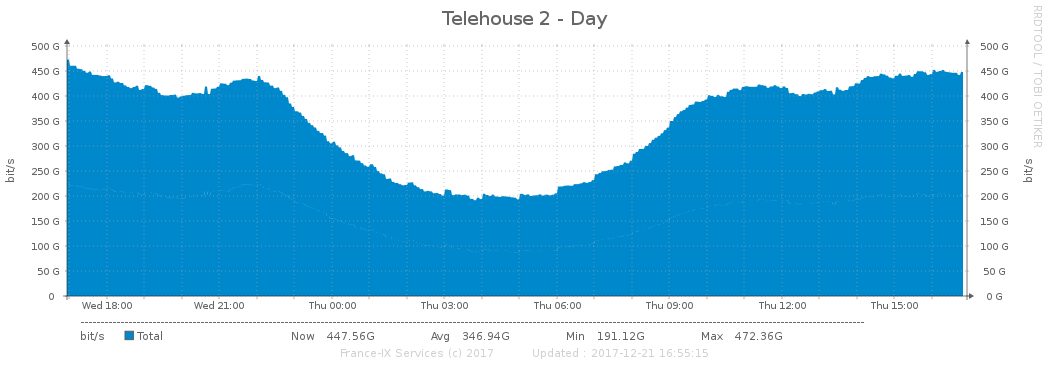 Telehouse 2 - Day
RRDTOOL / TOBI OETIKER
bit/s
500 G 500 G
450 G 450 G
400 G 400 G
350 G 350 G
300 G 300 G
250 G 250 G
200 G 200 G
150 G 150 G
100 G 100 G
50 G 50 G
0 0 G
bit/s
Wed 18:00 Wed 21:00 Thu 00:00 Thu 03:00 Thu 06:00 Thu 09:00 Thu 12:00 Thu 15:00
bit/s Total Now 447.56G Avg 346.94G Min 191.12G Max 472.36G
France-IX Services (c) 2017 Updated : 2017-12-21 16:55:15